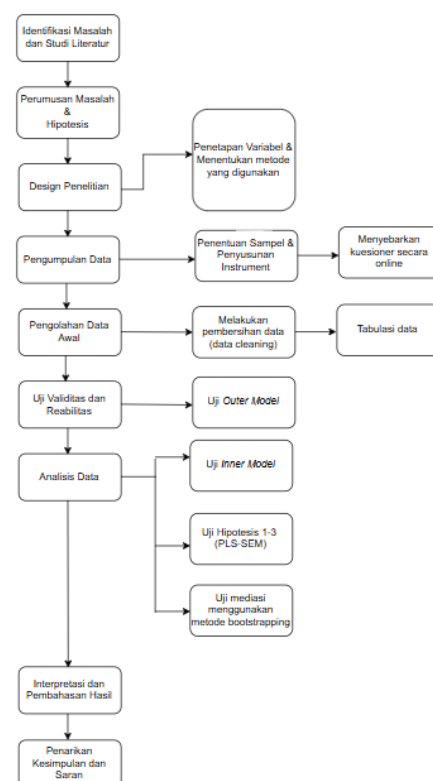 Identifikasi Masalah
dan Studi Literatur
Perumusan Masalah
&
Hipotesis
Design Penelitian
Penetapan Variabel &
Menentukan metode
yang digunakan
Pengumpulan Data
Penentuan Sampel &
Penyusunan
Instrument
Menyebarkan
kuesioner secara
online
Pengolahan Data
Awal
Melakukan
pembersihan data
(data cleaning)
Tabulasi data
Uji Validitas dan
Reabilitas
Uji Outer Model
Analisis Data
Uji Inner Model
Uji Hipotesis 1-3
(PLS-SEM)
Uji mediasi
menggunakan
metode bootstrapping
Interpretasi dan
Pembahasan Hasil
Penarikan
Kesimpulan dan
Saran